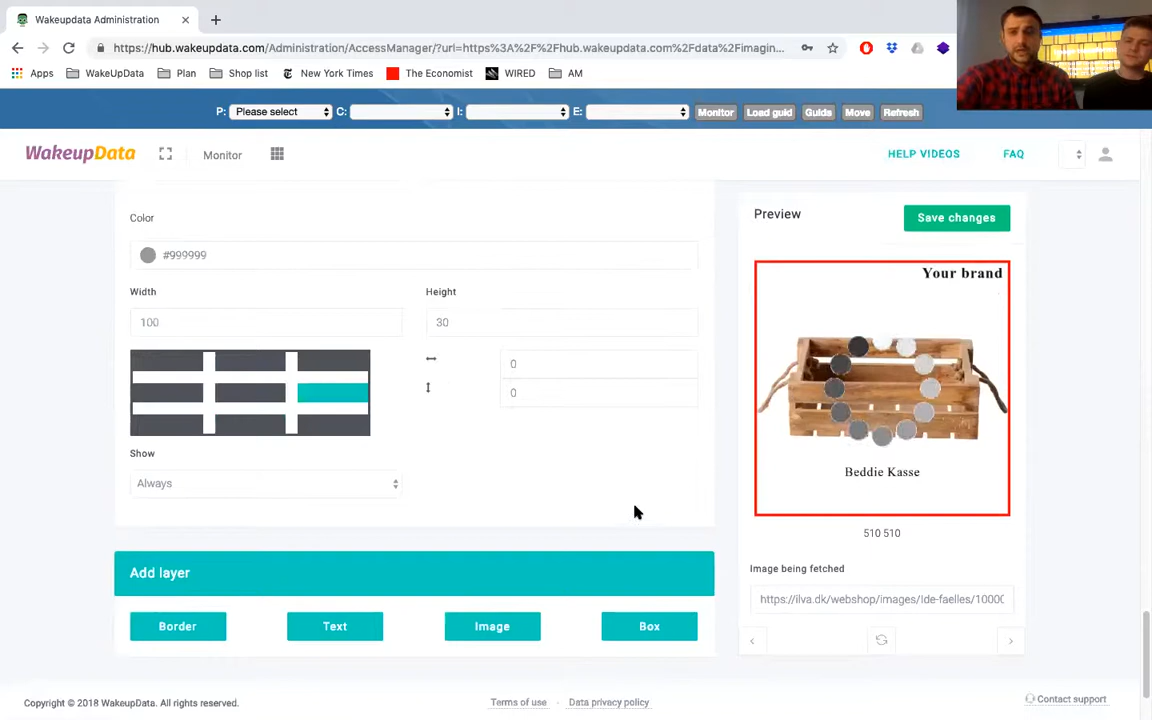 Wakeupdata Administration
https://hub.wakeupdata.com/Administration/AccessManager/?url=https%3A%2F%2Fhub.wakeupdata.com%2Fdata%2Fimagin...
Apps WakeUpData Plan Shop list New York Times The Economist WIRED AM
P: Please select C: I: E: Monitor Load guid Guids Move Refresh
WakeupData Monitor HELP VIDEOS FAQ
Color
#999999
Width Height
100 30
0
0
Show
Always
Add layer
Border Text Image Box
Preview Save changes
Your brand
Beddie Kasse
510 510
Image being fetched
https://ilva.dk/webshop/images/Ide-faelles/1000(
Copyright © 2018 WakeupData. All rights reserved. Terms of use · Data privacy policy Contact support